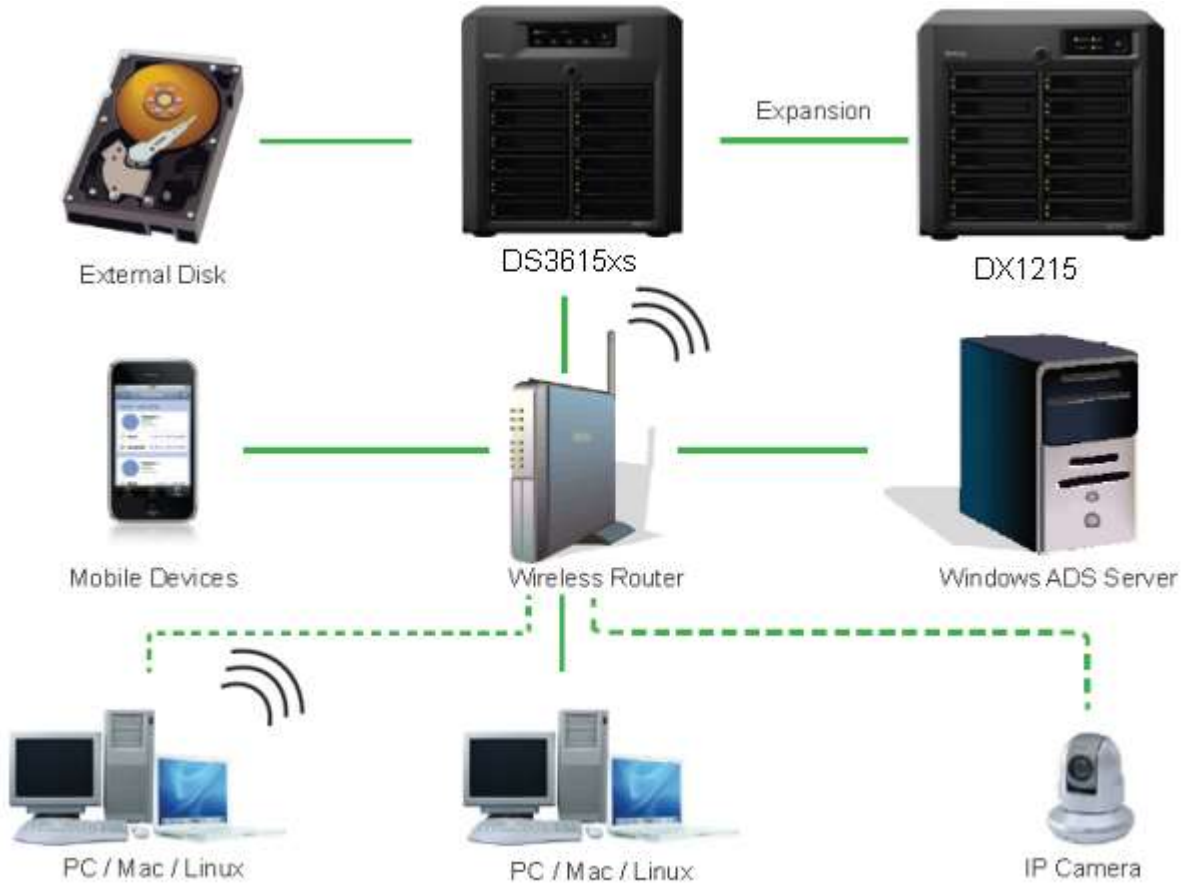 Expansion
External Disk
DS3615xs
DX1215
Mobile Devices
Wireless Router
Windows ADS Server
PC / Mac / Linux
PC / Mac / Linux
IP Camera